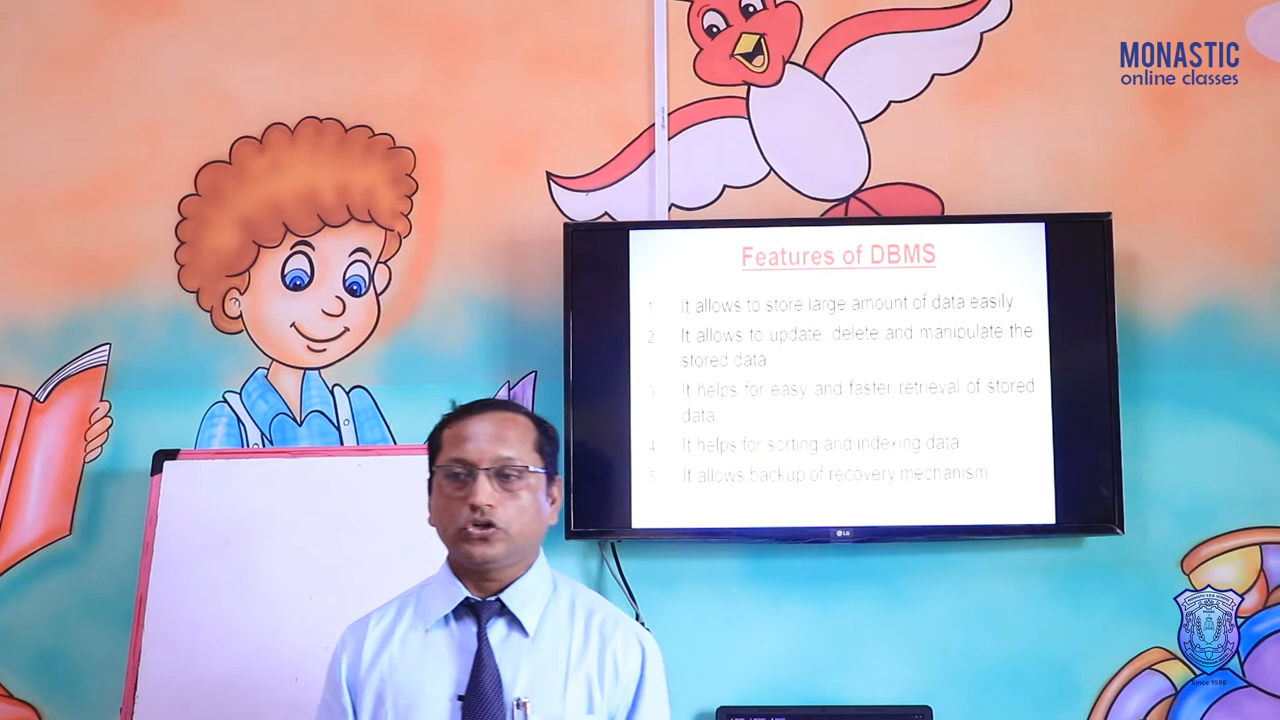 MONASTIC
online classes
Features of DBMS
1. It allows to store large amount of data easily
2. It allows to update, delete and manipulate the
stored data
3. It helps for easy and faster retrieval of stored
data.
4. It helps for sorting and indexing data
5. It allows backup of recovery mechanism
LG
Since 1986